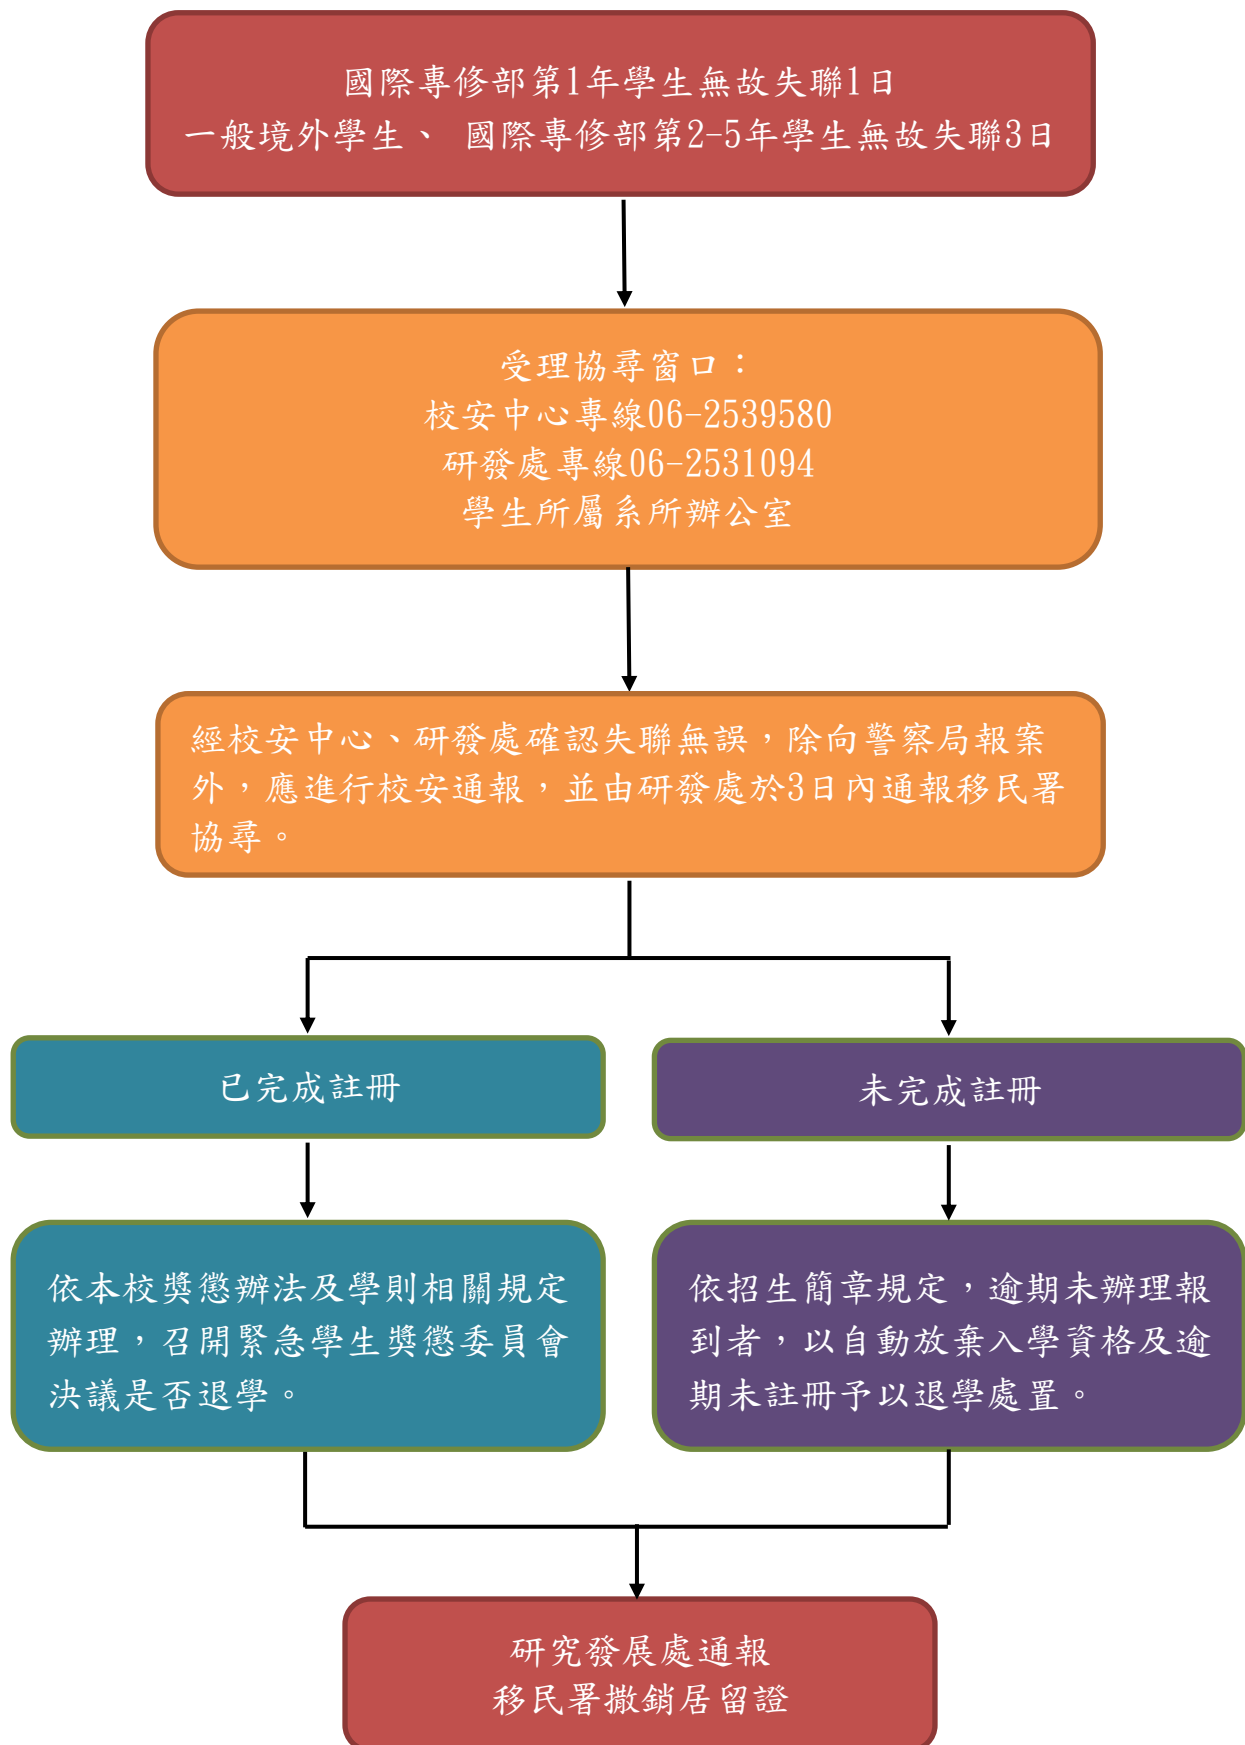 國際專修部第1年學生無故失聯1日
一般境外學生、 國際專修部第2-5年學生無故失聯3日
受理協尋窗口：
校安中心專線06-2539580
研發處專線06-2531094
學生所屬系所辦公室
經校安中心、研發處確認失聯無誤，除向警察局報案
外，應進行校安通報，並由研發處於3日內通報移民署
協尋。
已完成註冊
未完成註冊
依本校獎懲辦法及學則相關規定
辦理，召開緊急學生獎懲委員會
決議是否退學。
依招生簡章規定，逾期未辦理報
到者，以自動放棄入學資格及逾
期未註冊予以退學處置。
研究發展處通報
移民署撤銷居留證